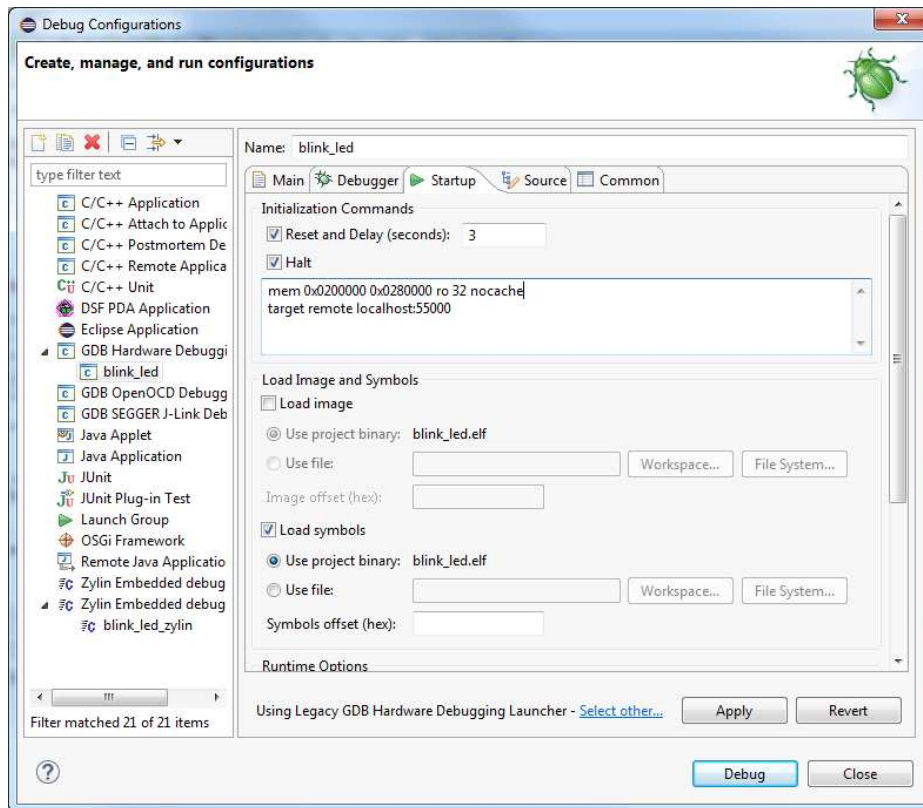 Debug Configurations
Create, manage, and run configurations
type filter text
C/C++ Application
C/C++ Attach to Applic
C/C++ Postmortem De
C/C++ Remote Applica
C/C++ Unit
DSF PDA Application
Eclipse Application
GDB Hardware Debuggi
blink_led
GDB OpenOCD Debugg
GDB SEGGER J-Link Deb
Java Applet
Java Application
JUnit
JUnit Plug-in Test
Launch Group
OSGi Framework
Remote Java Applicatio
Zylin Embedded debug
Zylin Embedded debug
blink_led_zylin
Filter matched 21 of 21 items
Name: blink_led
Main Debugger Startup Source Common
Initialization Commands
Reset and Delay (seconds): 3
Halt
mem 0x0200000 0x0280000 ro 32 nocache
target remote localhost:55000
Load Image and Symbols
Load image
Use project binary: blink_led.elf
Use file: Workspace... File System...
Image offset (hex):
Load symbols
Use project binary: blink_led.elf
Use file: Workspace... File System...
Symbols offset (hex):
Runtime Options
Using Legacy GDB Hardware Debugging Launcher - Select other... Apply Revert
Debug Close